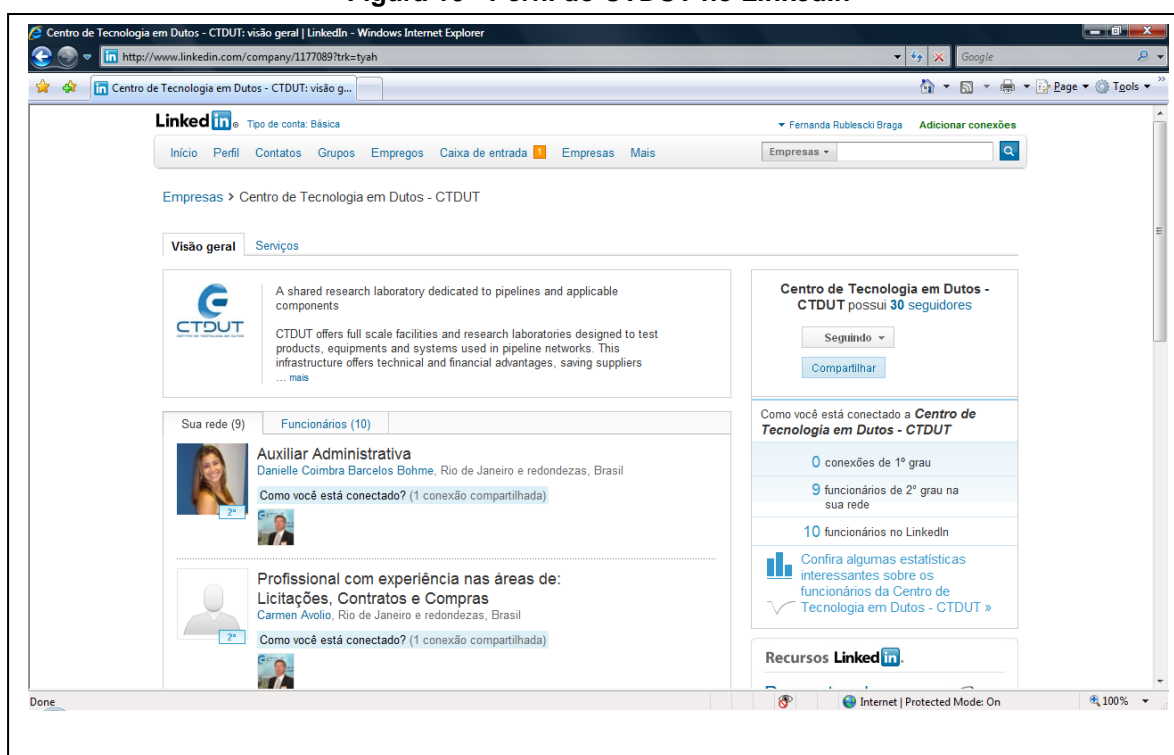 Centro de Tecnologia em Dutos - CTDUT: visão geral | LinkedIn - Windows Internet Explorer
http://www.linkedin.com/company/1177089?trk=tyah
Google
Centro de Tecnologia em Dutos - CTDUT: visão g...
Page
Tools
Linked in Tipo de conta: Básica
Fernanda Rublescki Braga Adicionar conexões
Início Perfil Contatos Grupos Empregos Caixa de entrada 1 Empresas Mais
Empresas
Empresas > Centro de Tecnologia em Dutos - CTDUT
Visão geral Serviços
CTDUT
A shared research laboratory dedicated to pipelines and applicable
components
CTDUT offers full scale facilities and research laboratories designed to test
products, equipments and systems used in pipeline networks. This
infrastructure offers technical and financial advantages, saving suppliers
... mais
Centro de Tecnologia em Dutos -
CTDUT possui 30 seguidores
Seguindo
Compartilhar
Sua rede (9) Funcionários (10)
Auxiliar Administrativa
Danielle Coimbra Barcelos Bohme, Rio de Janeiro e redondezas, Brasil
Como você está conectado? (1 conexão compartilhada)
2º
Profissional com experiência nas áreas de:
Licitações, Contratos e Compras
Carmen Avolio, Rio de Janeiro e redondezas, Brasil
2º
Como você está conectado? (1 conexão compartilhada)
Como você está conectado a Centro de
Tecnologia em Dutos - CTDUT
0 conexões de 1º grau
9 funcionários de 2º grau na
sua rede
10 funcionários no LinkedIn
Confira algumas estatísticas
interessantes sobre os
funcionários da Centro de
Tecnologia em Dutos - CTDUT »
Recursos Linked in.
Done
Internet | Protected Mode: On
100%